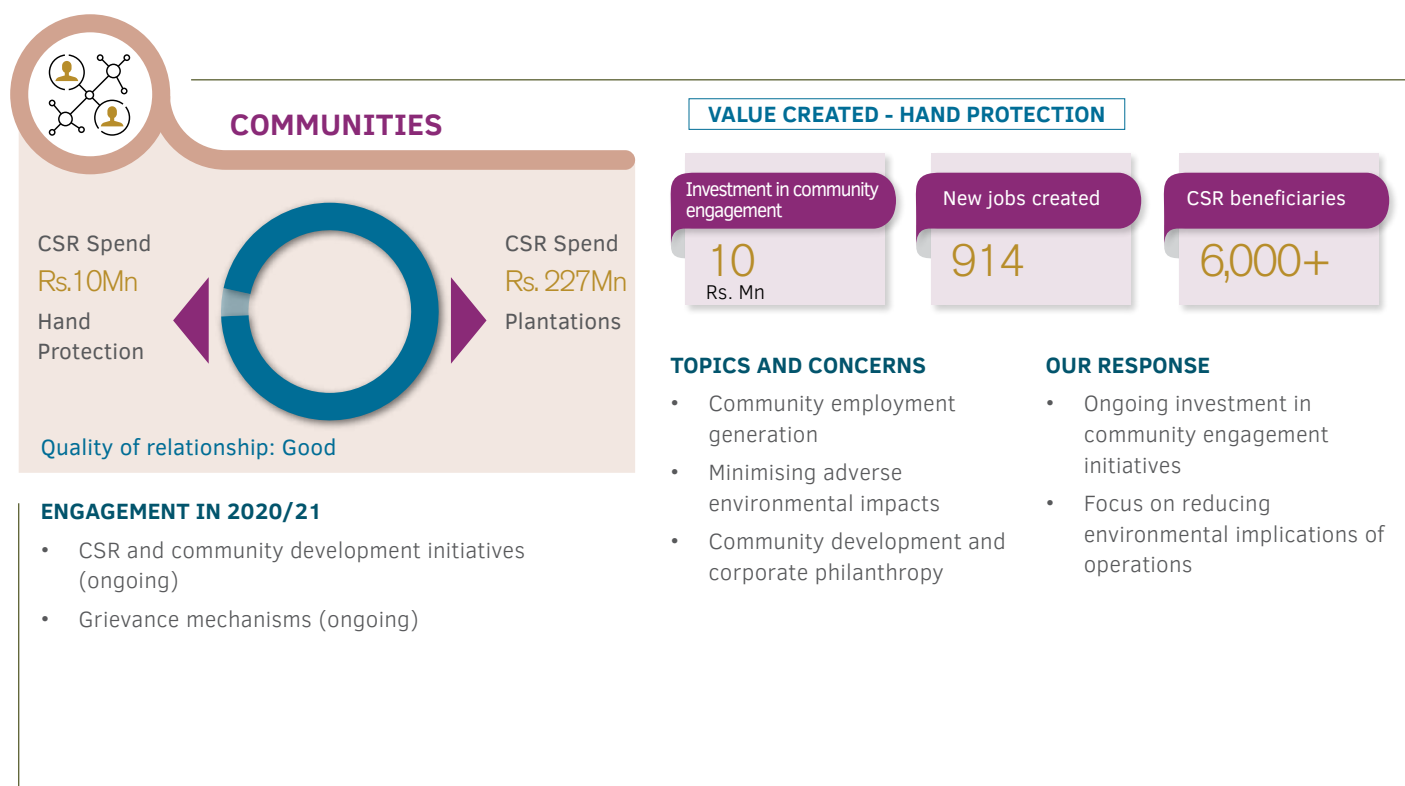 COMMUNITIES
CSR Spend
Rs.10Mn
Hand
Protection
CSR Spend
Rs. 227Mn
Plantations
Quality of relationship: Good
ENGAGEMENT IN 2020/21
• CSR and community development initiatives
(ongoing)
• Grievance mechanisms (ongoing)
VALUE CREATED - HAND PROTECTION
Investment in community
engagement
10
Rs. Mn
New jobs created
914
CSR beneficiaries
6,000+
TOPICS AND CONCERNS
• Community employment
generation
• Minimising adverse
environmental impacts
• Community development and
corporate philanthropy
OUR RESPONSE
• Ongoing investment in
community engagement
initiatives
• Focus on reducing
environmental implications of
operations